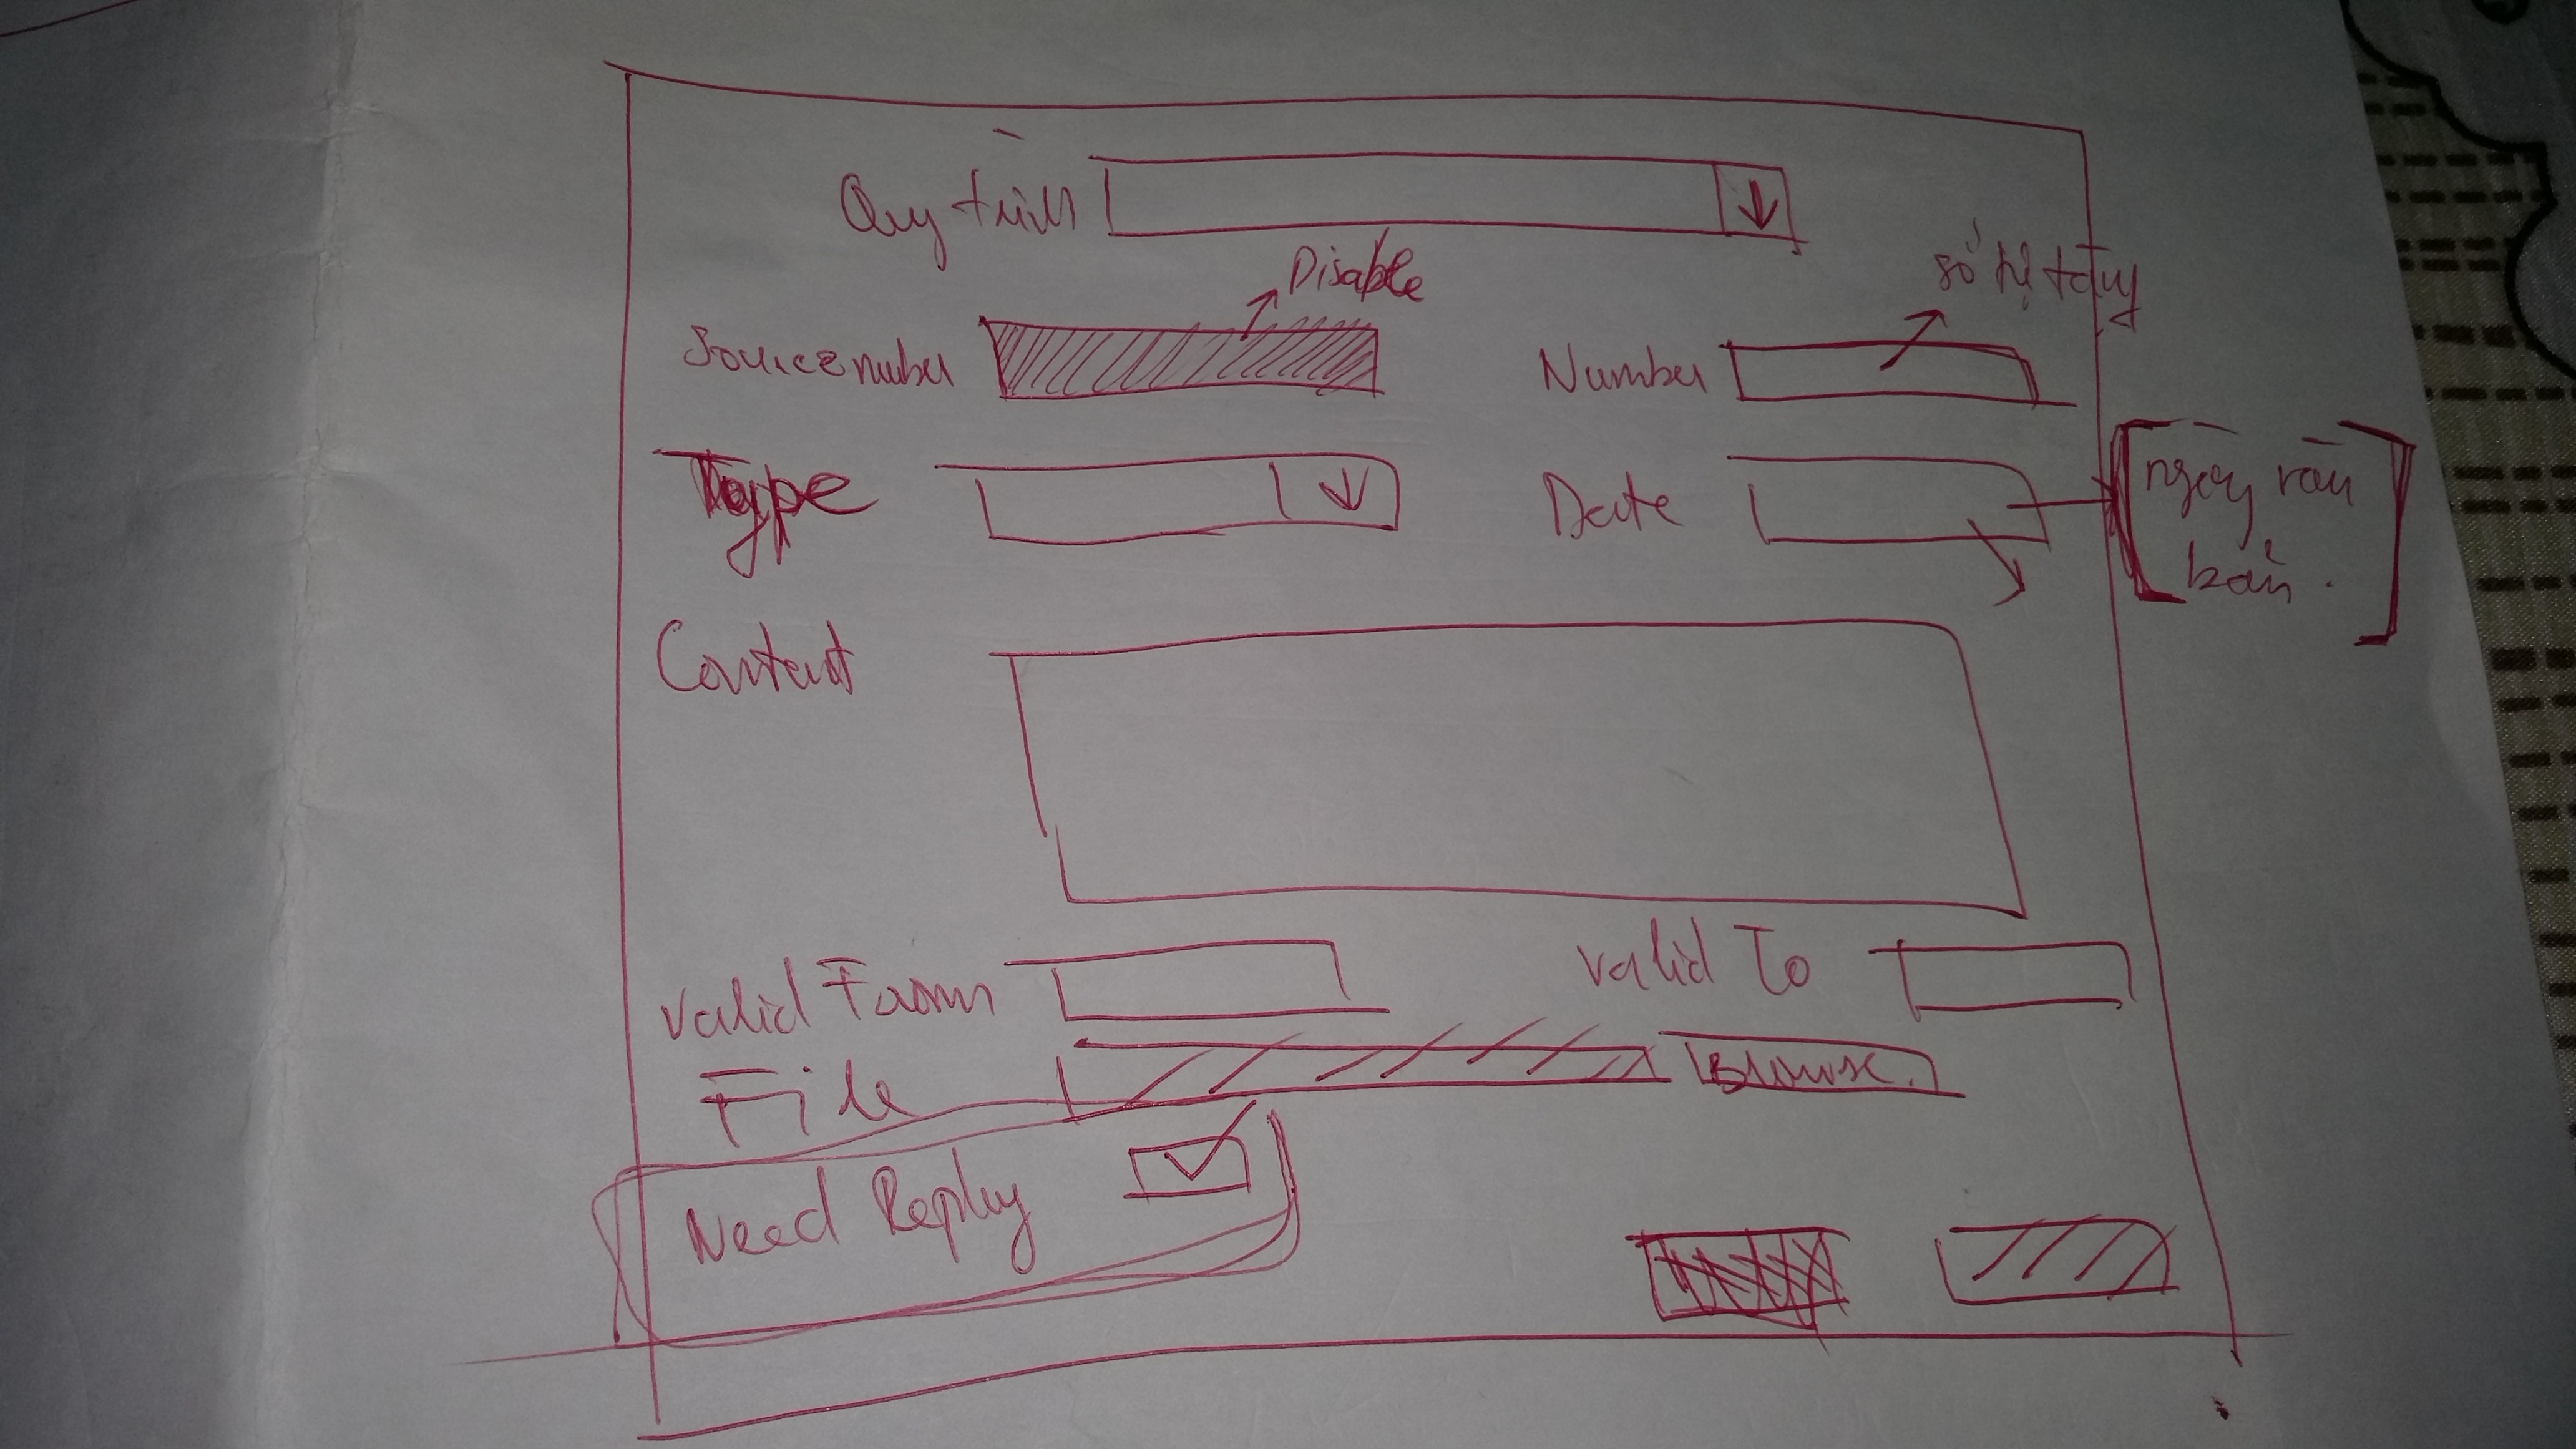 Quy trình
Disable
số tự tăng
Source number
Number
Type
Date
ngày văn
bản.
Content
Valid From
Valid To
File
Browse.
Need Reply